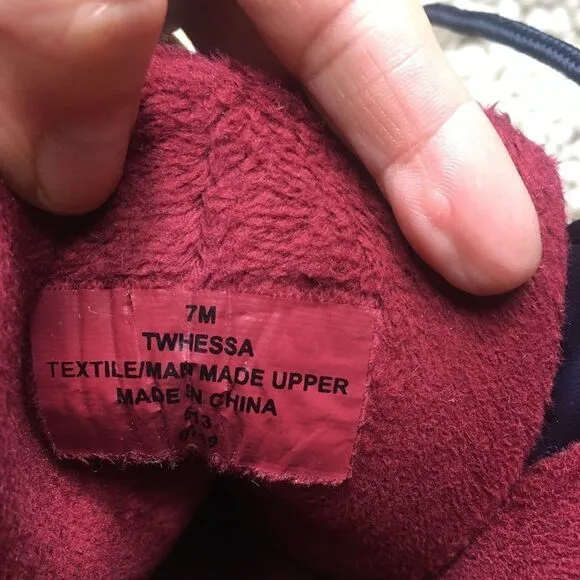 7M
TWHESSA
TEXTILE/MAN MADE UPPER
MADE IN CHINA